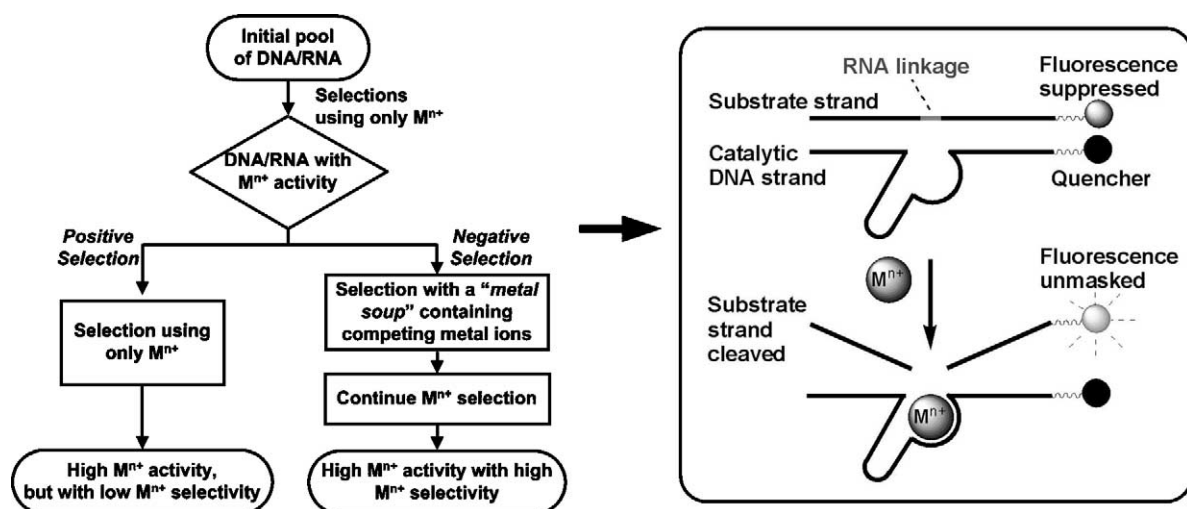 Initial pool
of DNA/RNA
Selections
using only Mⁿ⁺
DNA/RNA with
Mⁿ⁺ activity
Positive
Selection
Negative
Selection
Selection using
only Mⁿ⁺
Selection with a "metal
soup" containing
competing metal ions
Continue Mⁿ⁺ selection
High Mⁿ⁺ activity,
but with low Mⁿ⁺ selectivity
High Mⁿ⁺ activity with high
Mⁿ⁺ selectivity
RNA linkage
Fluorescence
suppressed
Substrate strand
Catalytic
DNA strand
Quencher
Mⁿ⁺
Fluorescence
unmasked
Substrate
strand
cleaved
Mⁿ⁺